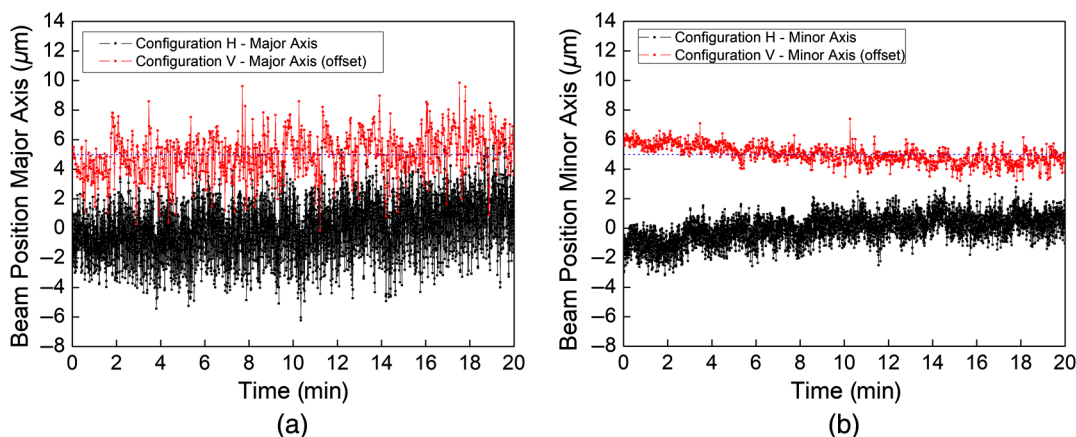 Configuration H - Major Axis
Configuration V - Major Axis (offset)
Beam Position Major Axis (µm)
14
12
10
8
6
4
2
0
–2
–4
–6
–8
0 2 4 6 8 10 12 14 16 18 20
Time (min)
(a)
Configuration H - Minor Axis
Configuration V - Minor Axis (offset)
Beam Position Minor Axis (µm)
14
12
10
8
6
4
2
0
–2
–4
–6
–8
0 2 4 6 8 10 12 14 16 18 20
Time (min)
(b)